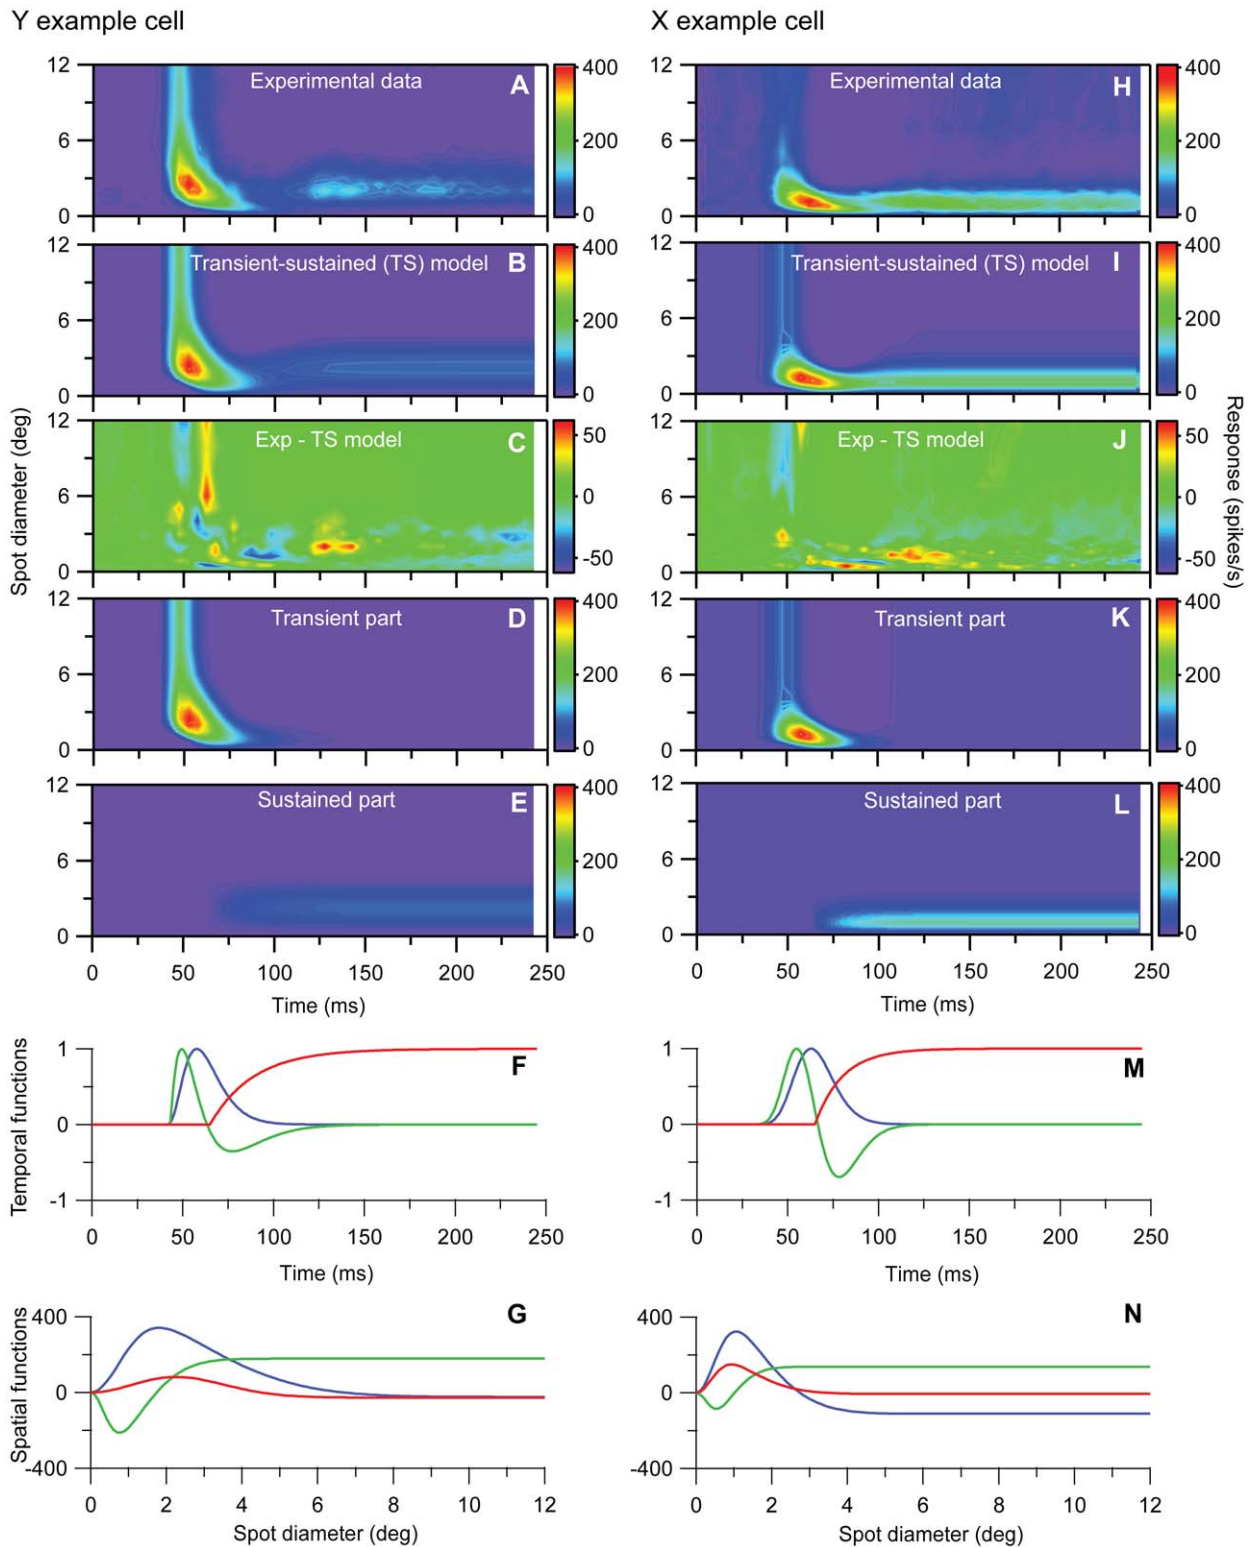 Y example cell
X example cell
Experimental data
A
12
6
0
400
200
0
Experimental data
H
12
6
0
400
200
0
Transient-sustained (TS) model
B
12
6
0
400
200
0
Transient-sustained (TS) model
I
12
6
0
400
200
0
Exp - TS model
C
12
6
0
50
0
-50
Exp - TS model
J
12
6
0
50
0
-50
Spot diameter (deg)
Response (spikes/s)
Transient part
D
12
6
0
400
200
0
Transient part
K
12
6
0
400
200
0
Sustained part
E
12
6
0
400
200
0
0 50 100 150 200 250
Time (ms)
Sustained part
L
12
6
0
400
200
0
0 50 100 150 200 250
Time (ms)
Temporal functions
F
1
0
-1
0 50 100 150 200 250
Time (ms)
M
1
0
-1
0 50 100 150 200 250
Time (ms)
Spatial functions
G
400
0
-400
0 2 4 6 8 10 12
Spot diameter (deg)
N
400
0
-400
0 2 4 6 8 10 12
Spot diameter (deg)